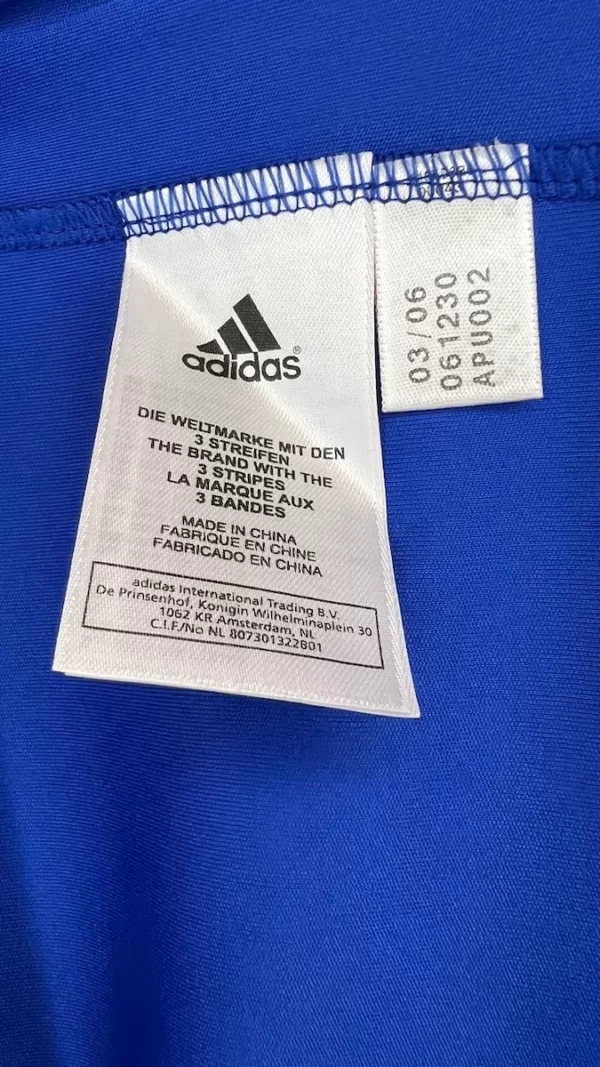 adidas®
DIE WELTMARKE MIT DEN
3 STREIFEN
THE BRAND WITH THE
3 STRIPES
LA MARQUE AUX
3 BANDES
MADE IN CHINA
FABRIQUE EN CHINE
FABRICADO EN CHINA
adidas International Trading B.V.
De Prinsenhof, Konigin Wilhelminaplein 30
1062 KR Amsterdam, NL
C.I.F./No NL 807301322B01
03/06
061230
APU002